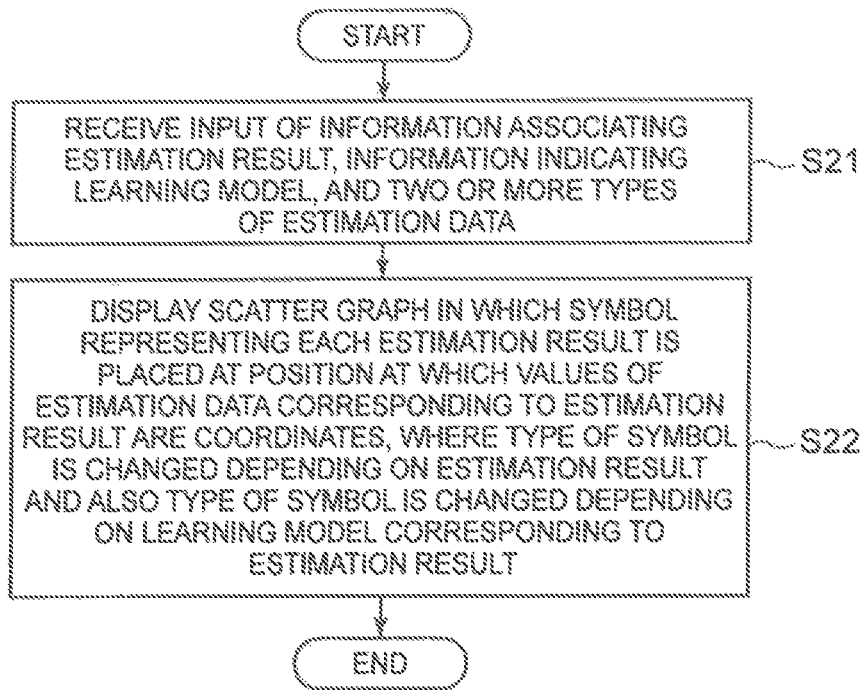 START
RECEIVE INPUT OF INFORMATION ASSOCIATING
ESTIMATION RESULT, INFORMATION INDICATING
LEARNING MODEL, AND TWO OR MORE TYPES
OF ESTIMATION DATA
S21
DISPLAY SCATTER GRAPH IN WHICH SYMBOL
REPRESENTING EACH ESTIMATION RESULT IS
PLACED AT POSITION AT WHICH VALUES OF
ESTIMATION DATA CORRESPONDING TO ESTIMATION
RESULT ARE COORDINATES, WHERE TYPE OF SYMBOL
IS CHANGED DEPENDING ON ESTIMATION RESULT
AND ALSO TYPE OF SYMBOL IS CHANGED DEPENDING
ON LEARNING MODEL CORRESPONDING TO
ESTIMATION RESULT
S22
END